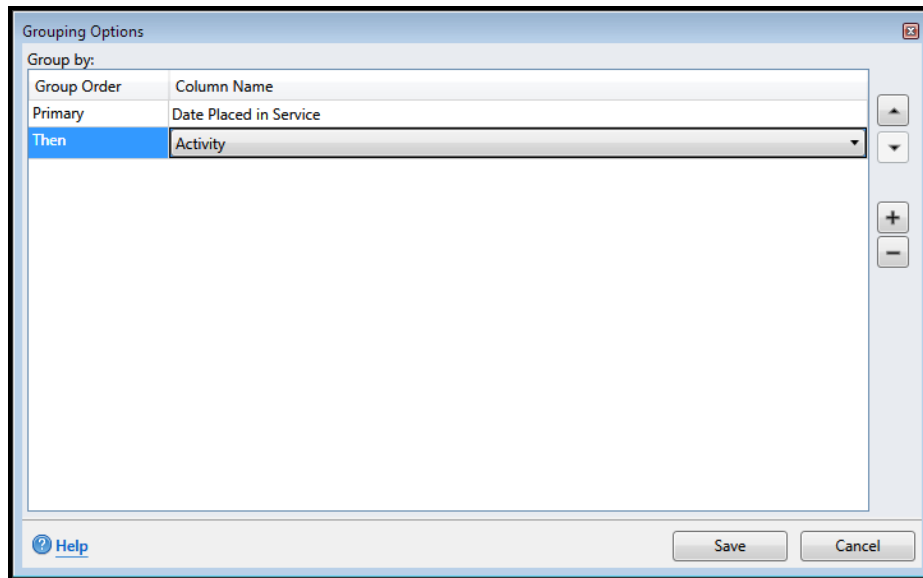 Grouping Options
Group by:
Group Order Column Name
Primary Date Placed in Service
Then Activity
Help Save Cancel